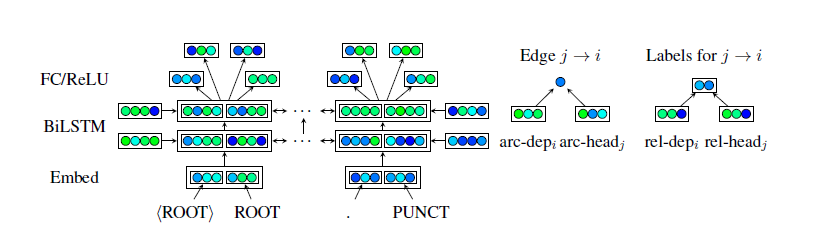 Edge j → i Labels for j → i
FC/ReLU
...
BiLSTM
arc-dep_i arc-head_j rel-dep_i rel-head_j
...
Embed
⟨ROOT⟩ ROOT . PUNCT